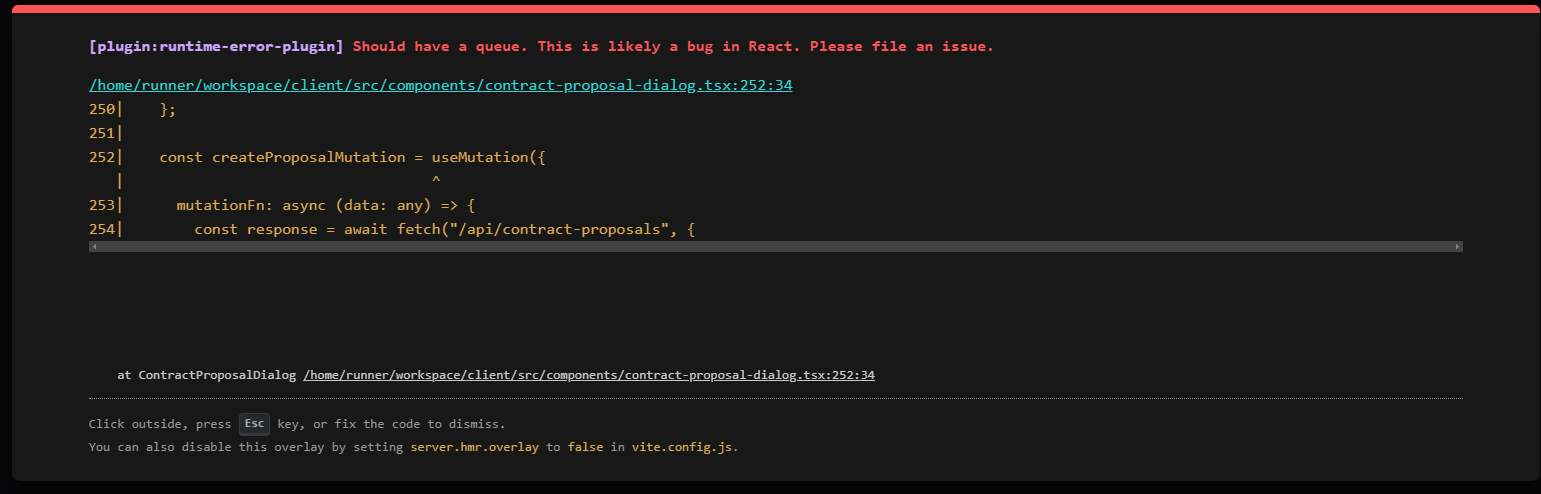 [plugin:runtime-error-plugin] Should have a queue. This is likely a bug in React. Please file an issue.
/home/runner/workspace/client/src/components/contract-proposal-dialog.tsx:252:34
250|    };
251|
252|    const createProposalMutation = useMutation({
   |                                   ^
253|      mutationFn: async (data: any) => {
254|        const response = await fetch("/api/contract-proposals", {
at ContractProposalDialog /home/runner/workspace/client/src/components/contract-proposal-dialog.tsx:252:34
Click outside, press Esc key, or fix the code to dismiss.
You can also disable this overlay by setting server.hmr.overlay to false in vite.config.js.